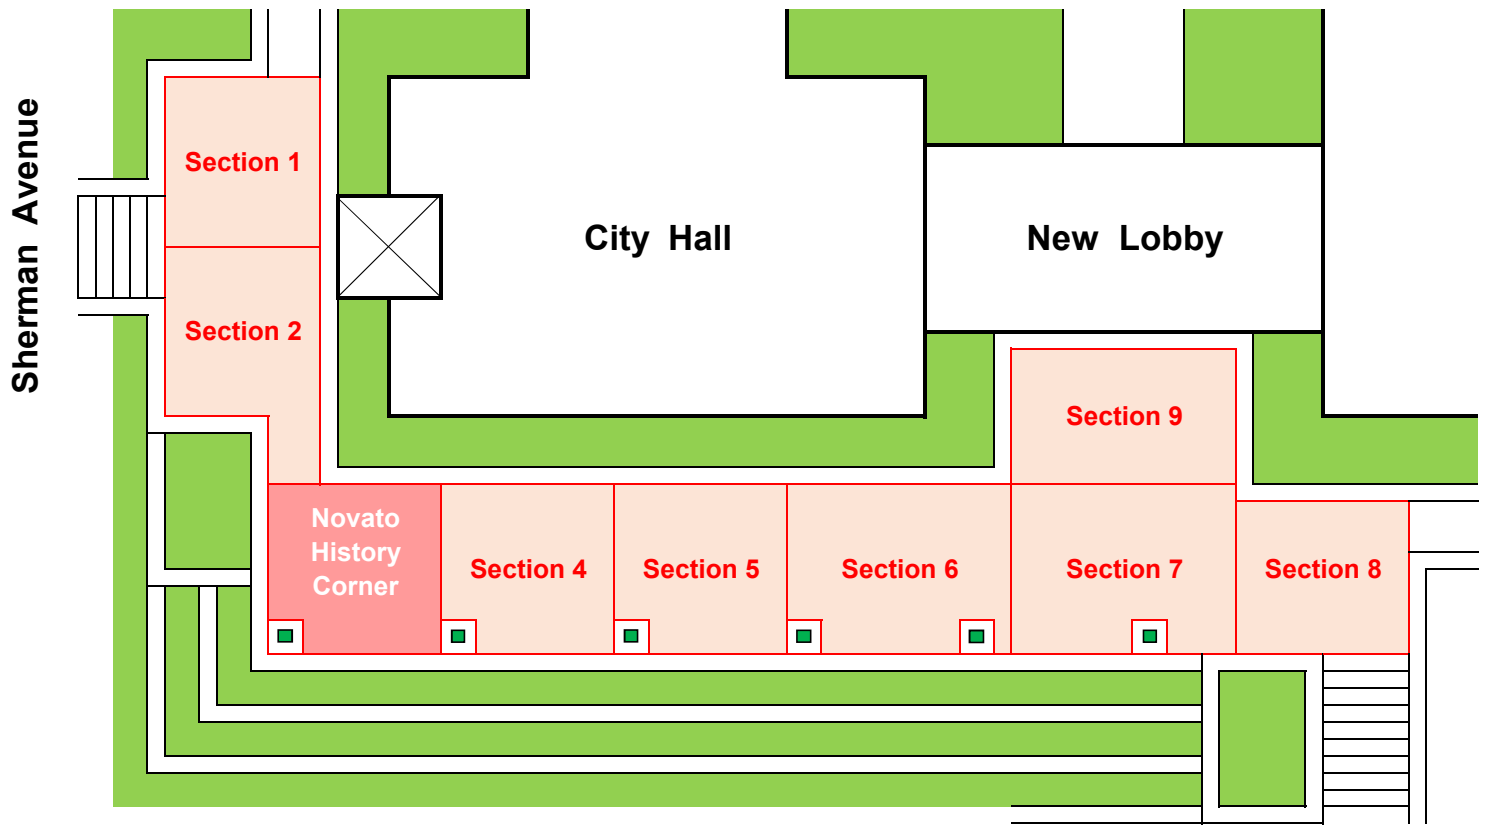 Sherman Avenue
Section 1
City Hall
New Lobby
Section 2
Section 9
Novato
History
Corner
Section 4
Section 5
Section 6
Section 7
Section 8